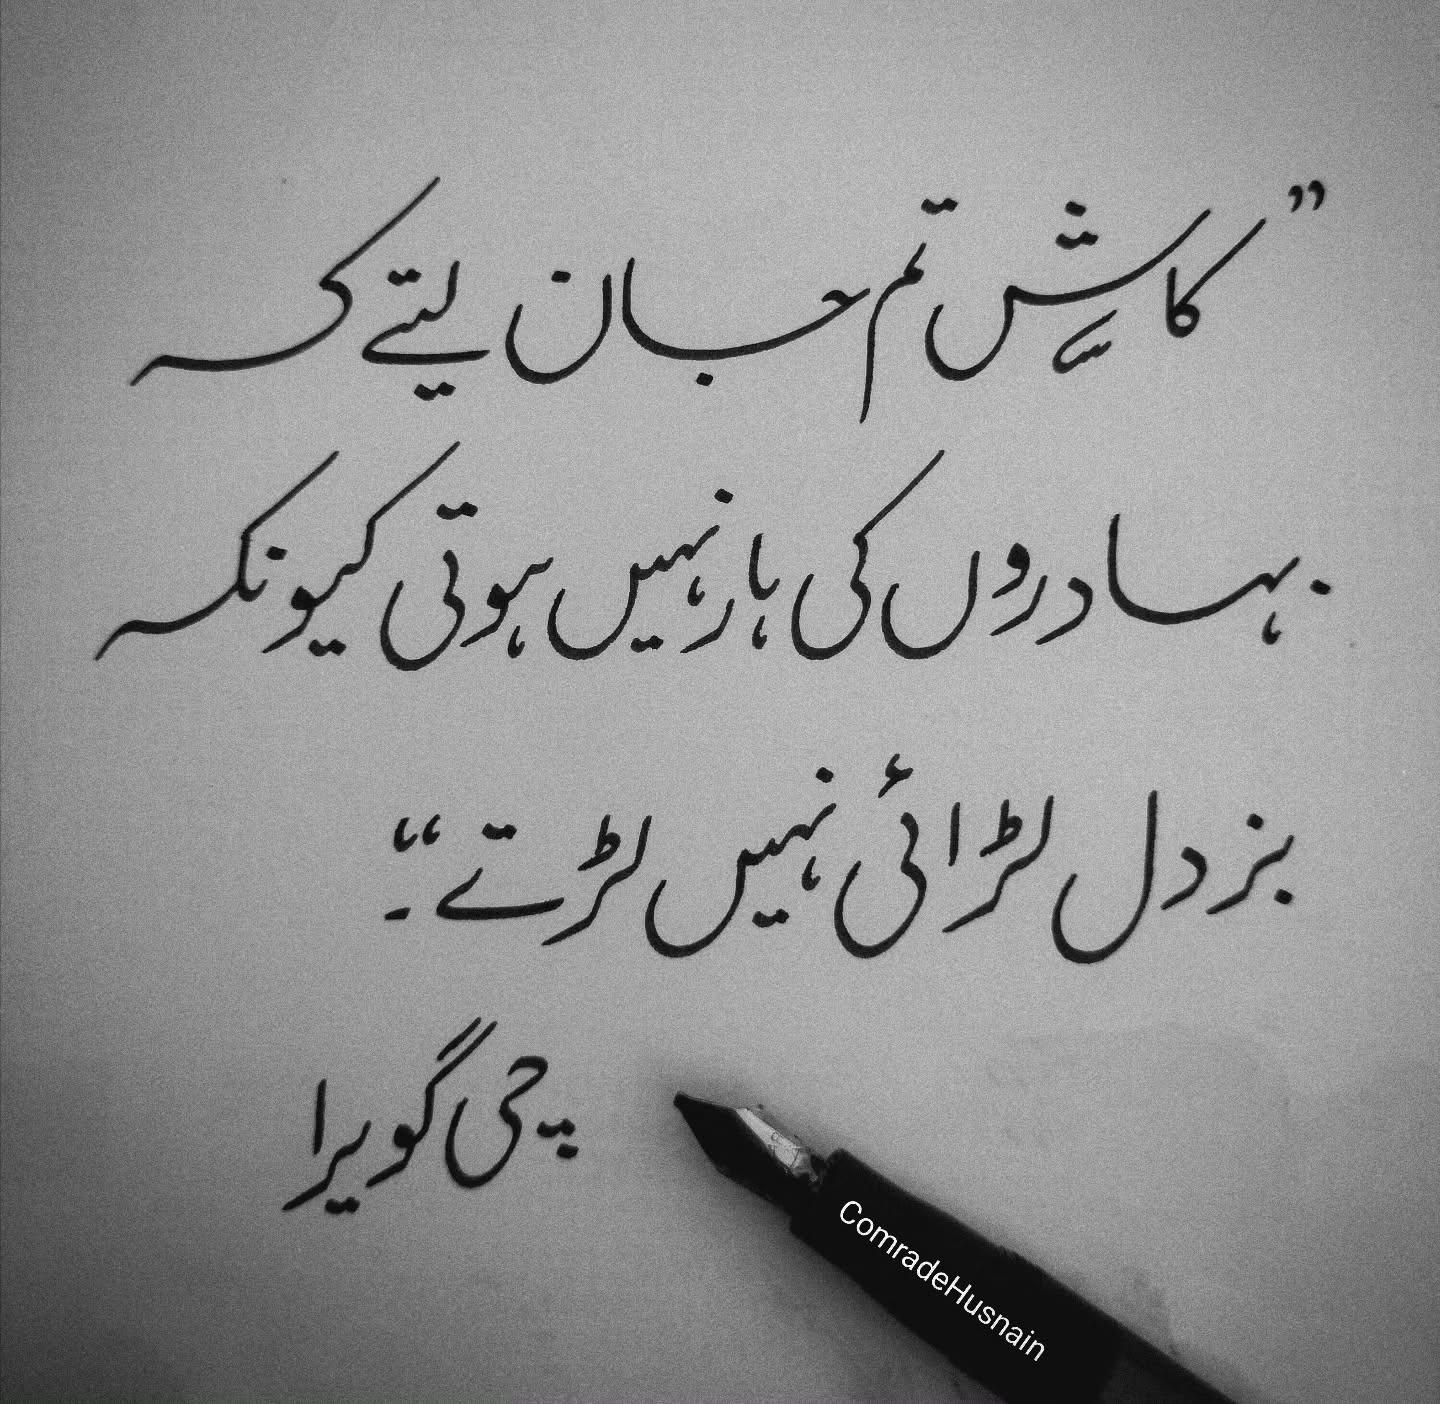 ”کاش تم جان لیتے کہ
بہادروں کی ہار نہیں ہوتی کیونکہ
بزدل لڑائی نہیں لڑتے“۔
چی گویرا
ComradeHusnain